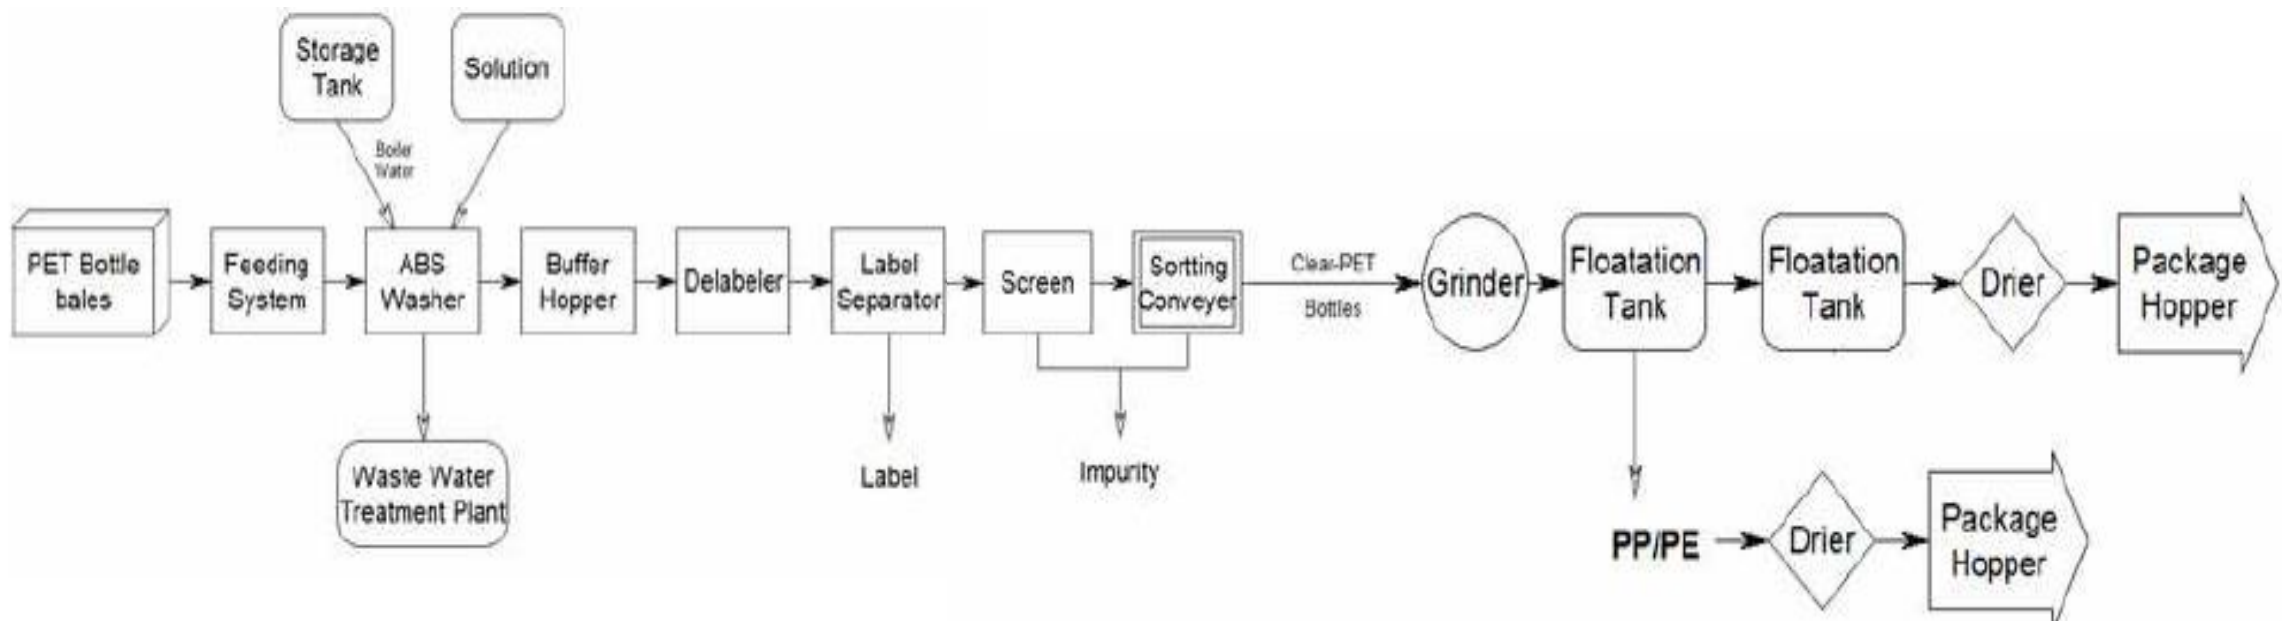 Storage
Tank
Solution
Boiler
Water
PET Bottle
bales
Feeding
System
ABS
Washer
Buffer
Hopper
Delabeler
Label
Separator
Screen
Sortting
Conveyer
Clear-PET
Bottles
Grinder
Floatation
Tank
Floatation
Tank
Drier
Package
Hopper
Waste Water
Treatment Plant
Label
Impurity
PP/PE
Drier
Package
Hopper